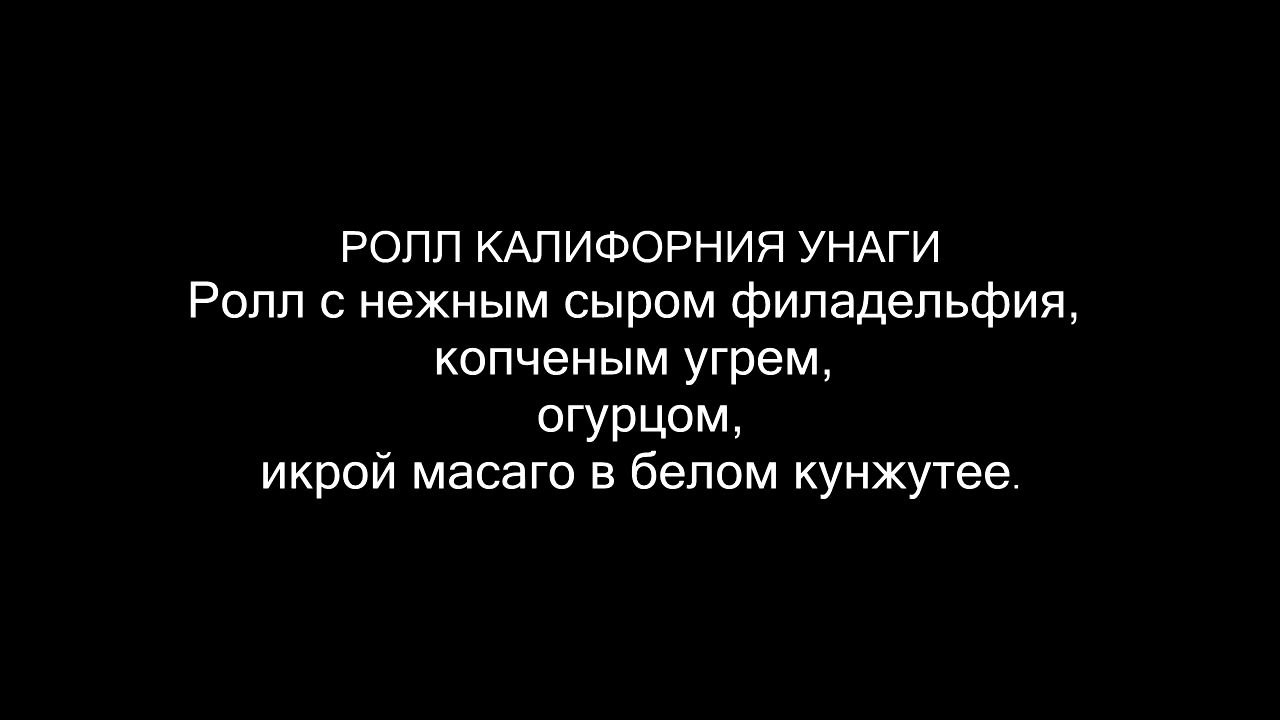 РОЛЛ КАЛИФОРНИЯ УНАГИ
Ролл с нежным сыром филадельфия,
копченым угрем,
огурцом,
икрой масаго в белом кунжутее.